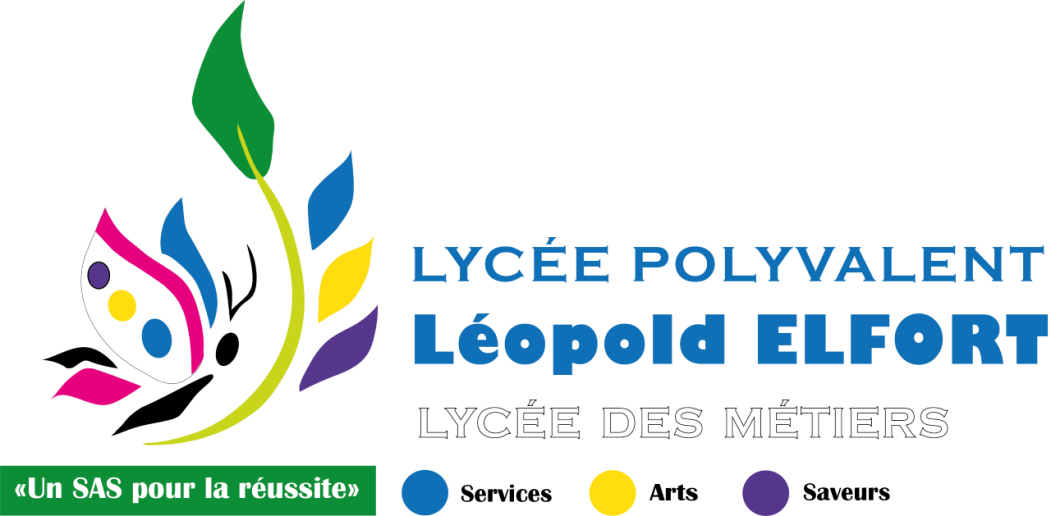 LYCÉE POLYVALENT
Léopold ELFORT
LYCÉE DES MÉTIERS
«Un SAS pour la réussite»
Services Arts Saveurs